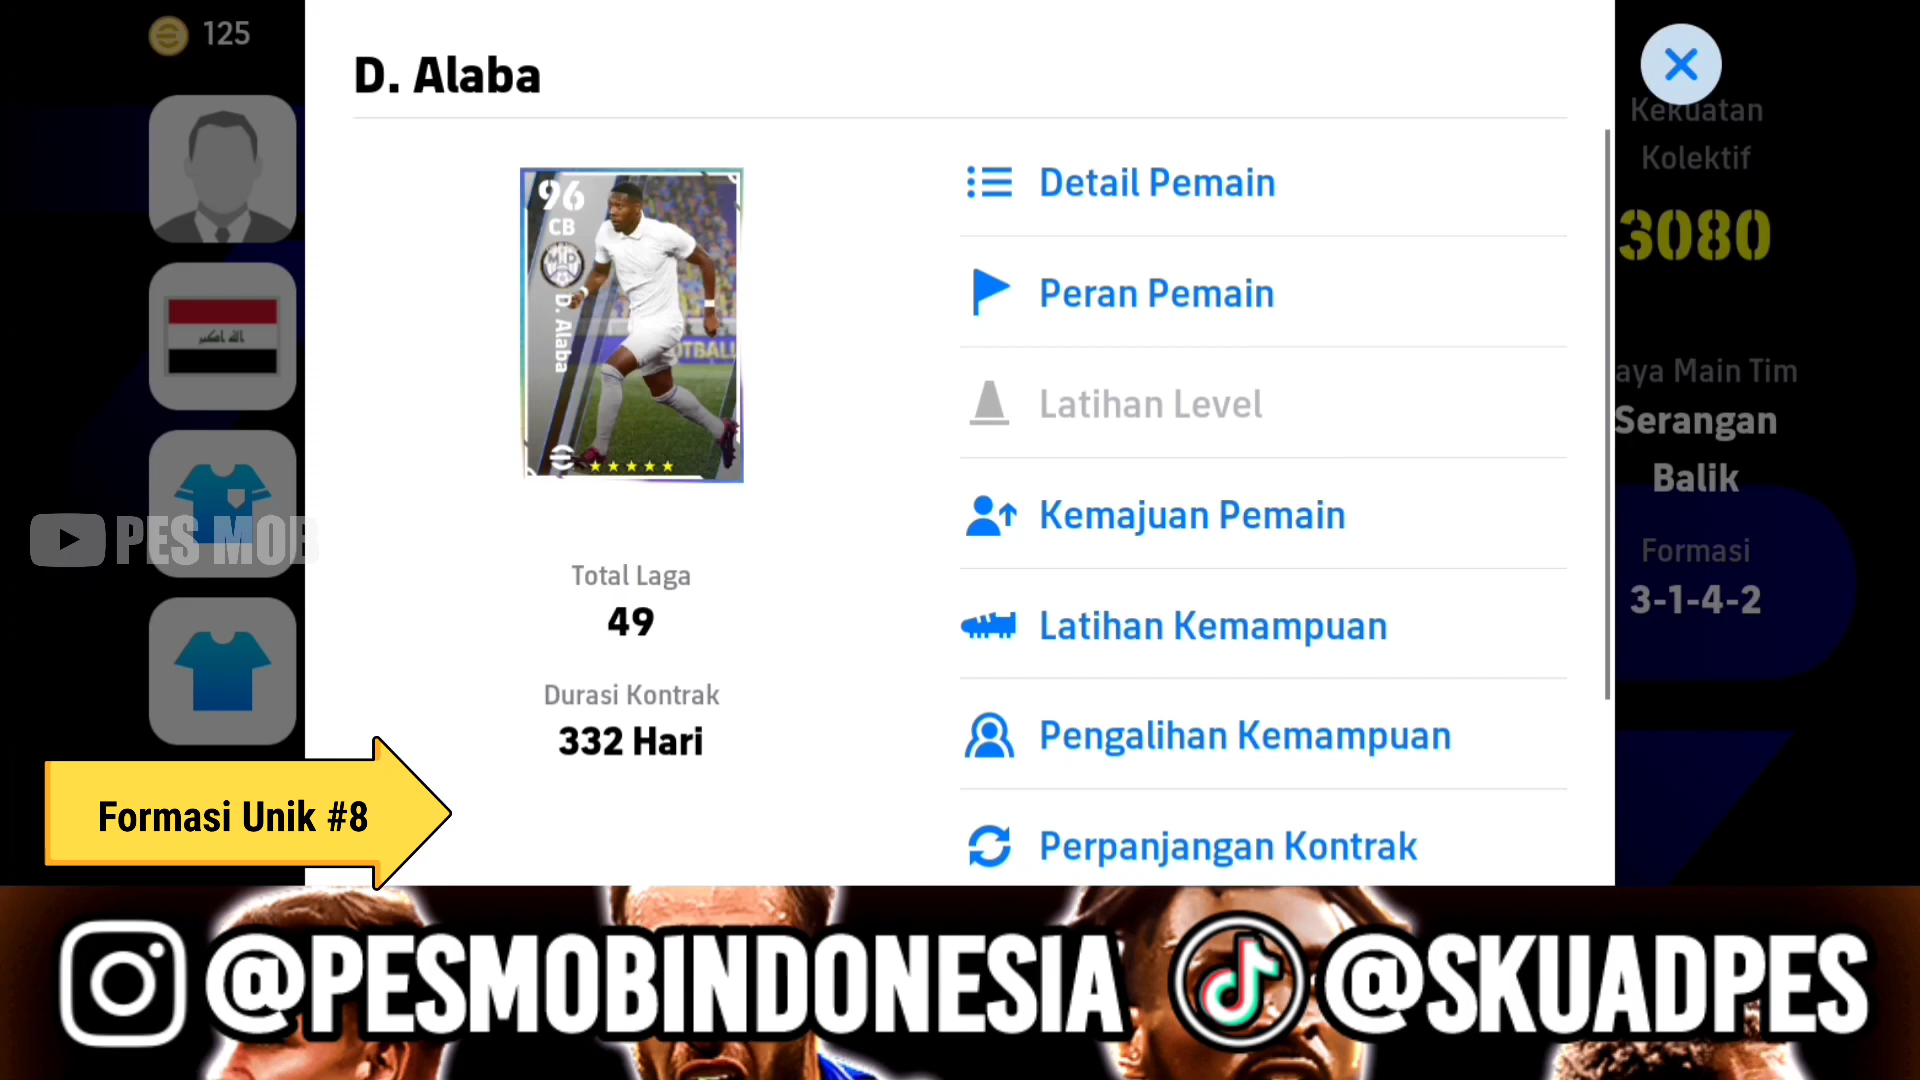 125
D. Alaba
96
CB
D. Alaba
OTBALL
Total Laga
49
Durasi Kontrak
332 Hari
Detail Pemain
Peran Pemain
Latihan Level
Kemajuan Pemain
Latihan Kemampuan
Pengalihan Kemampuan
Perpanjangan Kontrak
Kekuatan
Kolektif
3080
aya Main Tim
Serangan
Balik
Formasi
3-1-4-2
PES MOB
Formasi Unik #8
@PESMOBINDONESIA
@SKUADPES